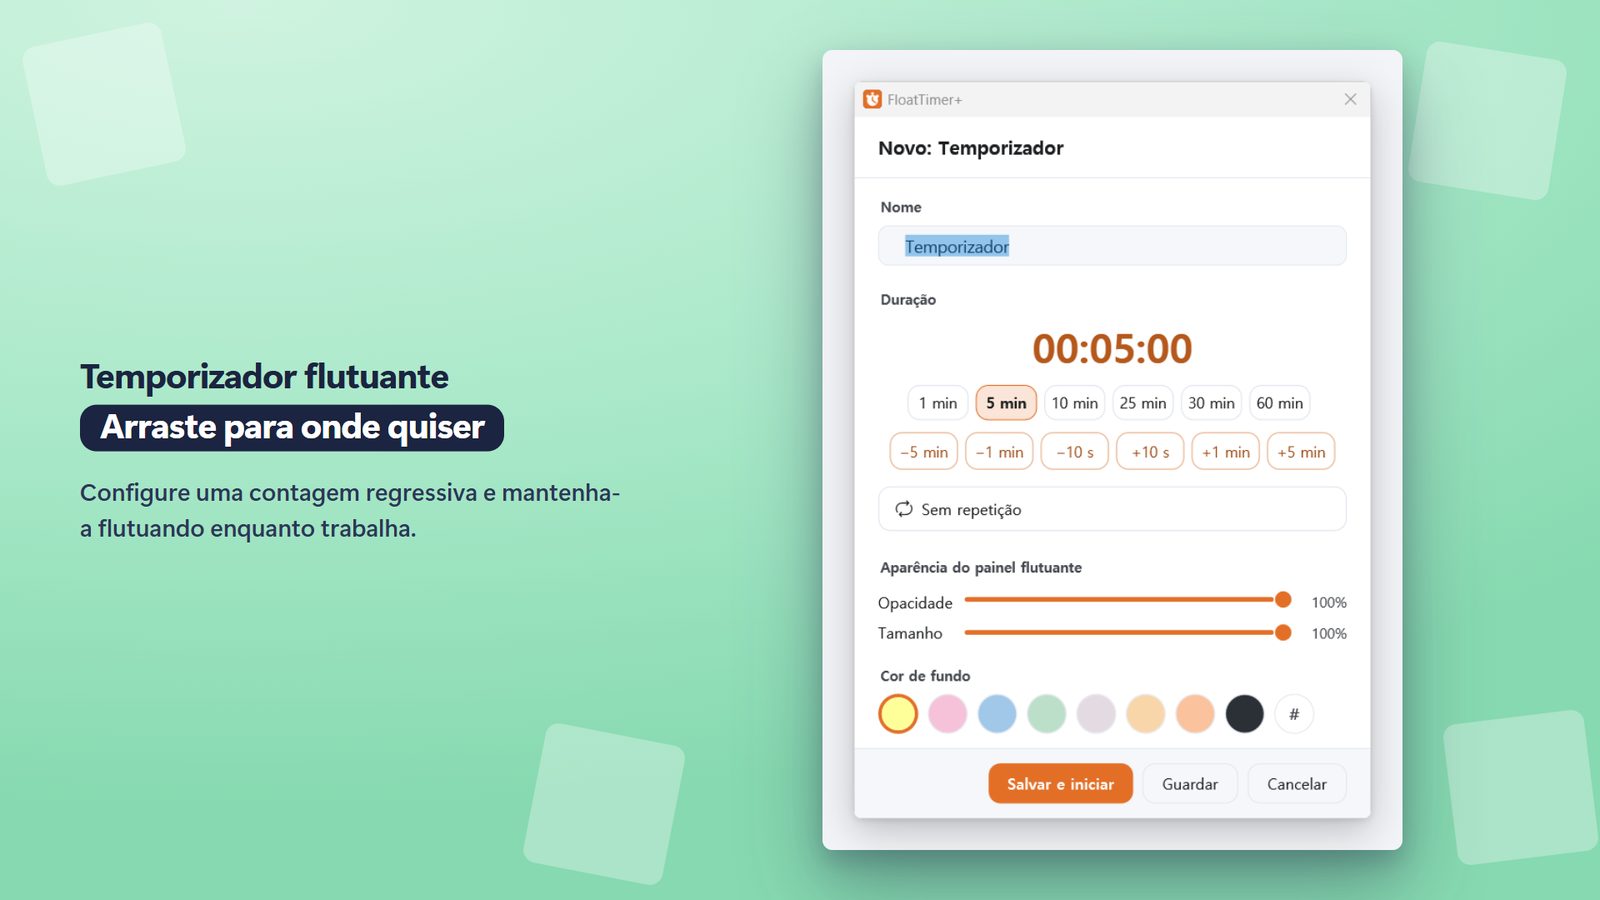 Temporizador flutuante
Arraste para onde quiser
Configure uma contagem regressiva e mantenha-
a flutuando enquanto trabalha.
FloatTimer+
Novo: Temporizador
Nome
Temporizador
Duração
00:05:00
1 min 5 min 10 min 25 min 30 min 60 min
−5 min −1 min −10 s +10 s +1 min +5 min
Sem repetição
Aparência do painel flutuante
Opacidade 100%
Tamanho 100%
Cor de fundo
#
Salvar e iniciar Guardar Cancelar